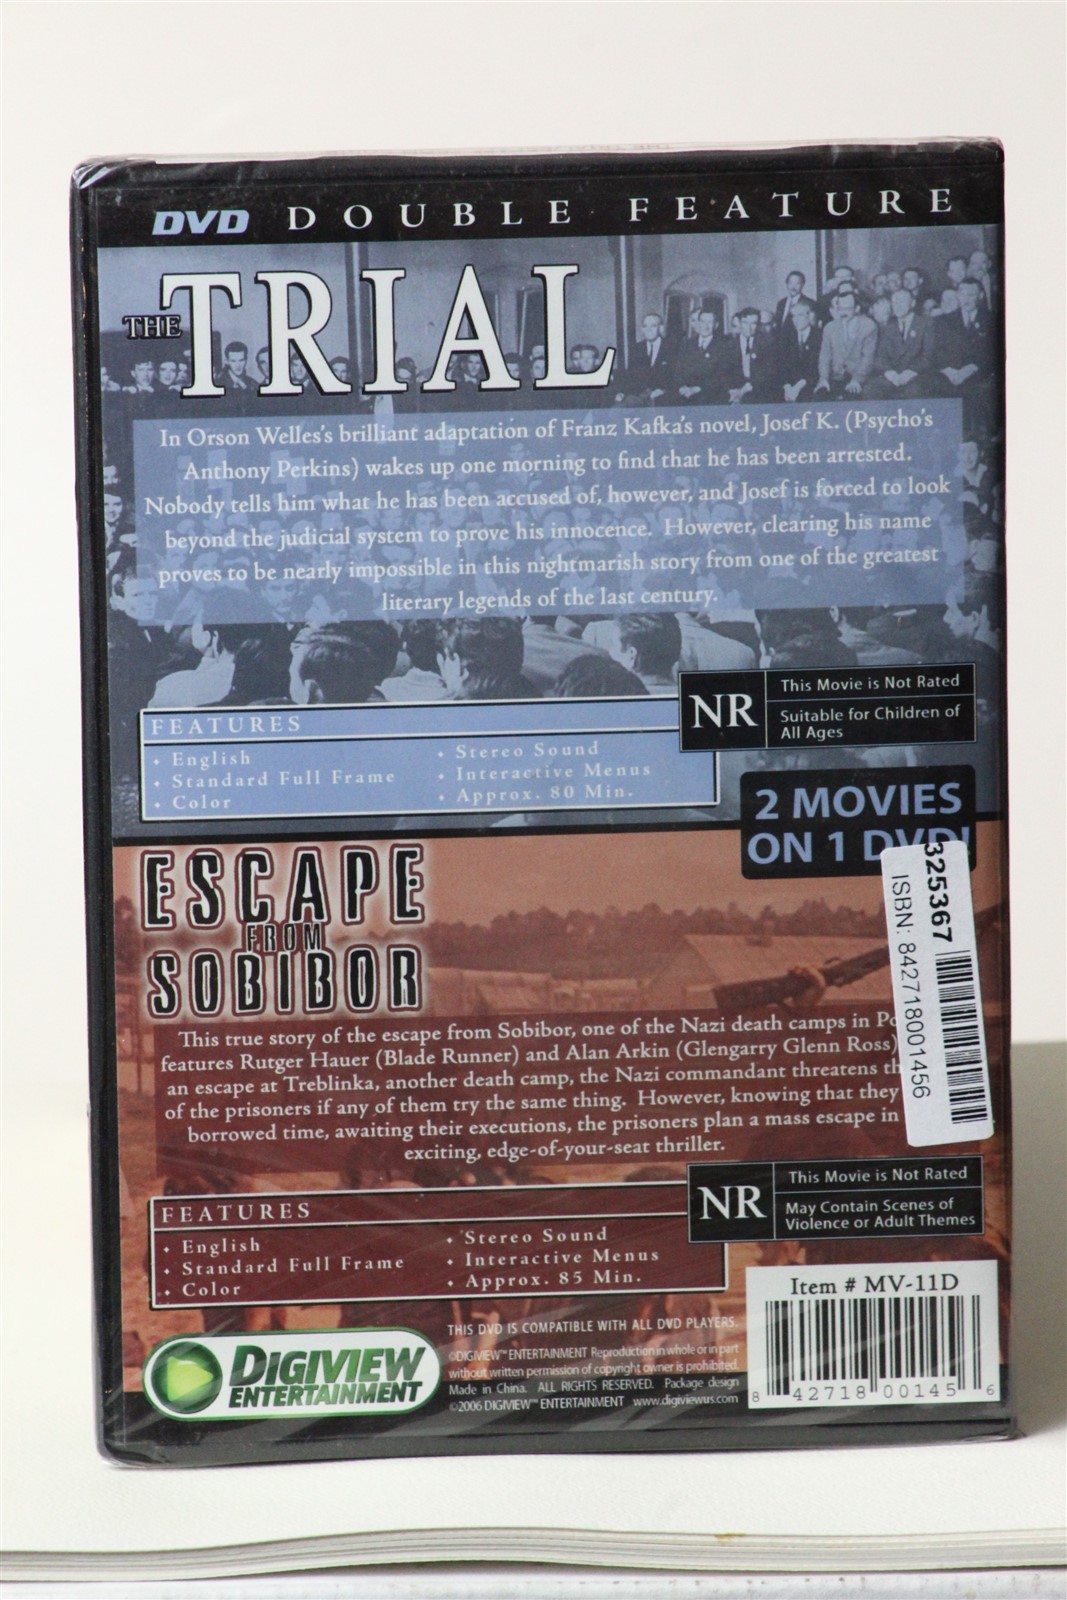 DVD DOUBLE FEATURE
THE TRIAL
In Orson Welles's brilliant adaptation of Franz Kafka's novel, Josef K. (Psycho's
Anthony Perkins) wakes up one morning to find that he has been arrested.
Nobody tells him what he has been accused of, however, and Josef is forced to look
beyond the judicial system to prove his innocence. However, clearing his name
proves to be nearly impossible in this nightmarish story from one of the greatest
literary legends of the last century.
NR
This Movie is Not Rated
Suitable for Children of
All Ages
FEATURES
• English
• Standard Full Frame
• Color
• Stereo Sound
• Interactive Menus
• Approx. 80 Min.
2 MOVIES
ON 1 DVD!
325367
ISBN: 842718001456
ESCAPE
FROM
SOBIBOR
This true story of the escape from Sobibor, one of the Nazi death camps in
features Rutger Hauer (Blade Runner) and Alan Arkin (Glengarry Glenn Ross)
an escape at Treblinka, another death camp, the Nazi commandant threatens
of the prisoners if any of them try the same thing. However, knowing that they
borrowed time, awaiting their executions, the prisoners plan a mass escape in
exciting, edge-of-your-seat thriller.
NR
This Movie is Not Rated
May Contain Scenes of
Violence or Adult Themes
FEATURES
• English
• Standard Full Frame
• Color
• Stereo Sound
• Interactive Menus
• Approx. 85 Min.
Item # MV-11D
8 42718 00145 6
DIGIVIEW
ENTERTAINMENT
THIS DVD IS COMPATIBLE WITH ALL DVD PLAYERS.
©DIGIVIEW™ ENTERTAINMENT Reproduction in whole or in part
without written permission of copyright owner is prohibited.
Made in China. ALL RIGHTS RESERVED. Package design
©2006 DIGIVIEW™ ENTERTAINMENT www.digiviewus.com